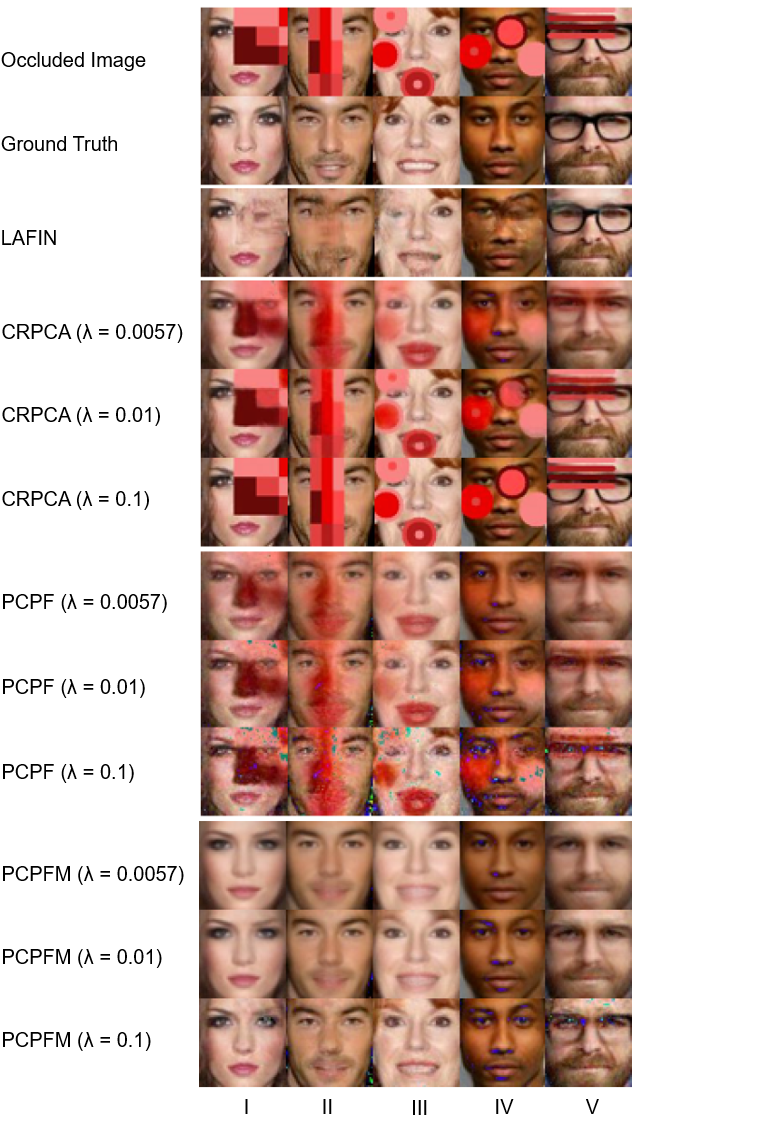 Occluded Image
Ground Truth
LAFIN
CRPCA (λ = 0.0057)
CRPCA (λ = 0.01)
CRPCA (λ = 0.1)
PCPF (λ = 0.0057)
PCPF (λ = 0.01)
PCPF (λ = 0.1)
PCPFM (λ = 0.0057)
PCPFM (λ = 0.01)
PCPFM (λ = 0.1)
I II III IV V